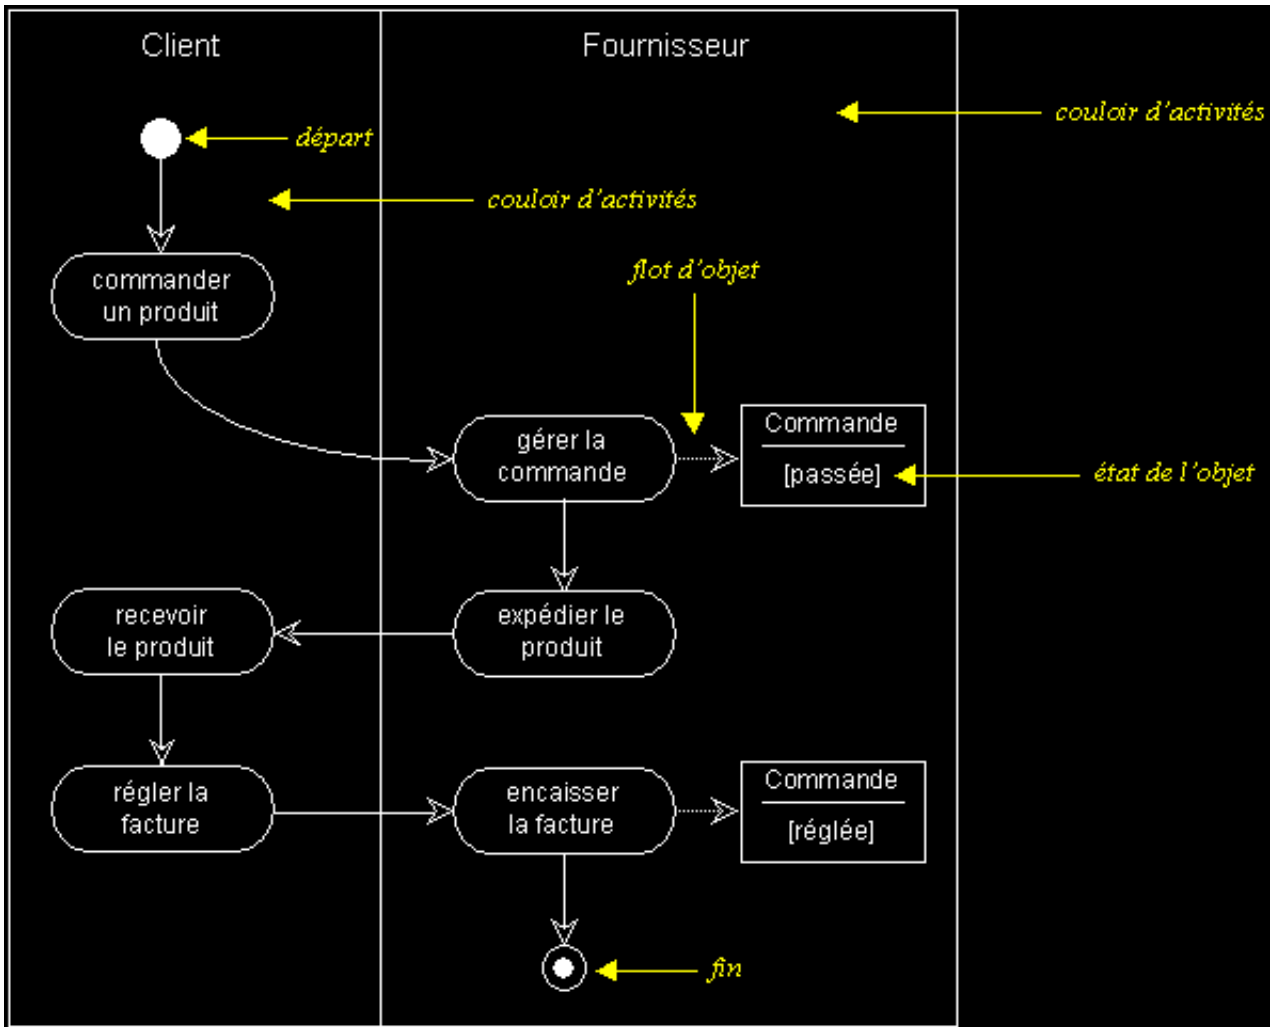 Client
Fournisseur
couloir d'activités
départ
couloir d'activités
flot d'objet
commander
un produit
gérer la
commande
Commande
[passée]
état de l'objet
recevoir
le produit
expédier le
produit
régler la
facture
encaisser
la facture
Commande
[réglée]
fin